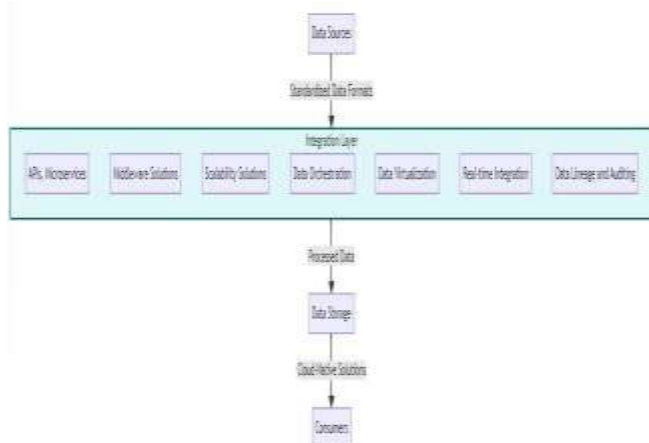 Data Sources
Standardized Data Formats
Integration Layer
APIs, Microservices
Middleware Solutions
Scalability Solutions
Data Orchestration
Data Virtualization
Real-time Integration
Data Lineage and Auditing
Processed Data
Data Storage
Cloud-Native Solutions
Consumers